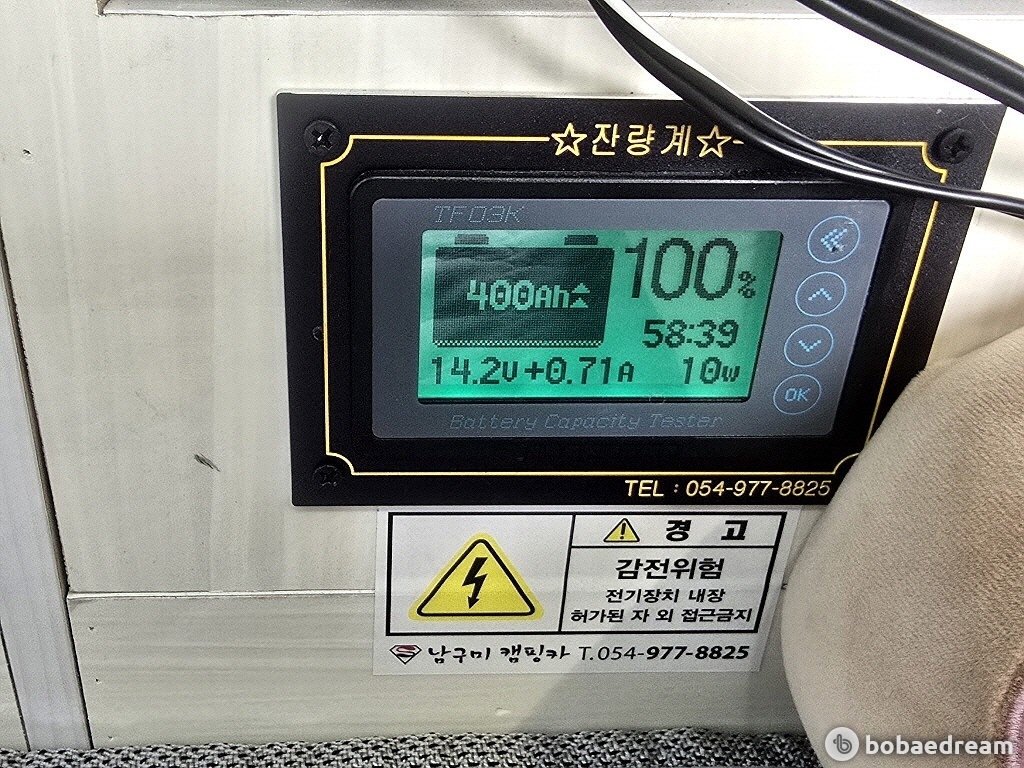 ☆잔량계☆
TF03K
400Ah
100%
58:39
14.2V+0.71A 10W
OK
Battery Capacity Tester
TEL : 054-977-8825
경 고
감전위험
전기장치 내장
허가된 자 외 접근금지
남구미 캠핑카 T.054-977-8825
bobaedream